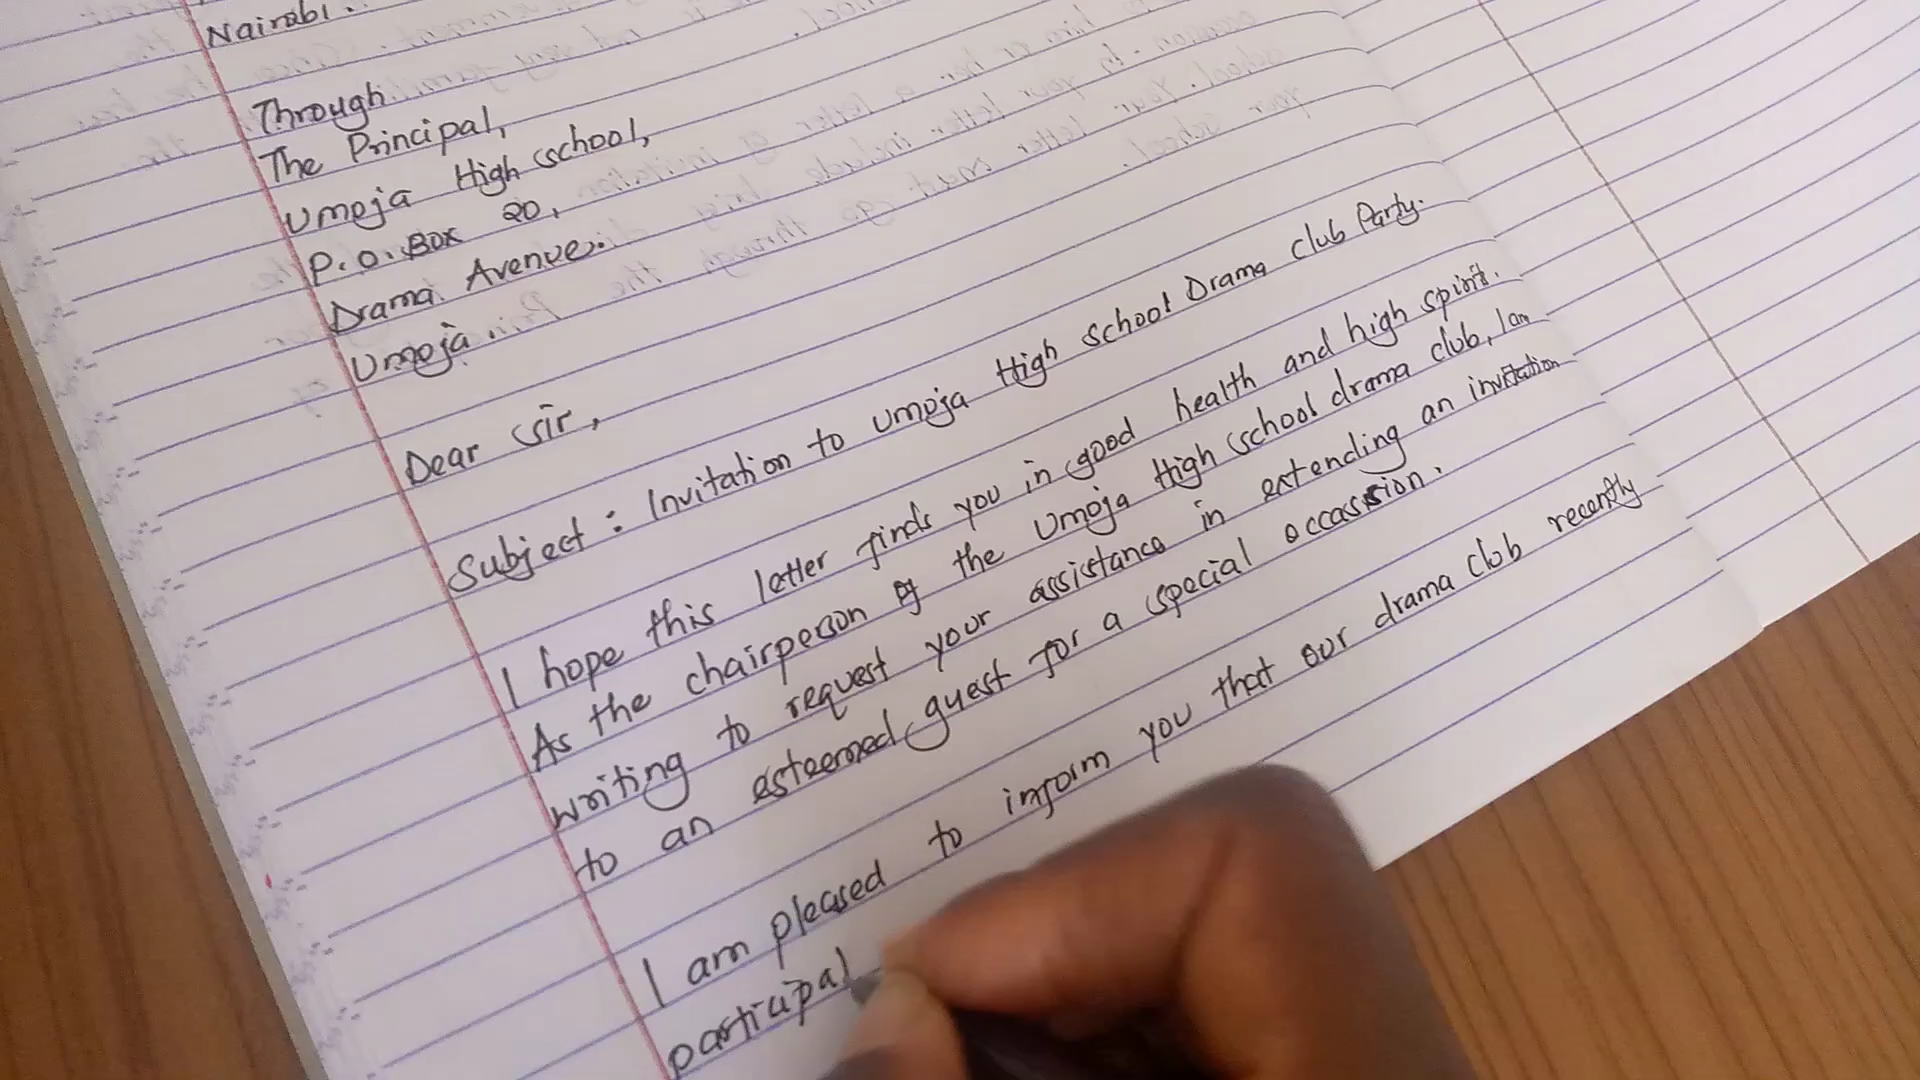 Nairobi.
Through
The Principal,
Umoja High school,
P.O. Box 20,
Drama Avenue.
Umoja.
Dear Sir,
Subject: Invitation to Umoja High School Drama Club Party.
I hope this letter finds you in good health and high spirit.
As the chairperson of the Umoja High School drama club, I am
writing to request your assistance in extending an invitation
to an esteemed guest for a special occassion.
I am pleased to inform you that our drama club recently
participat